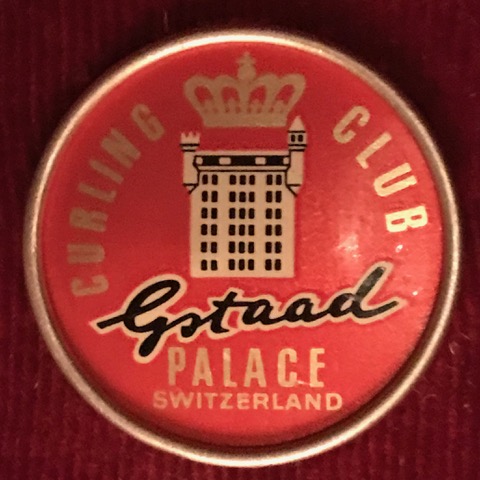 CURLING CLUB
Gstaad
PALACE
SWITZERLAND